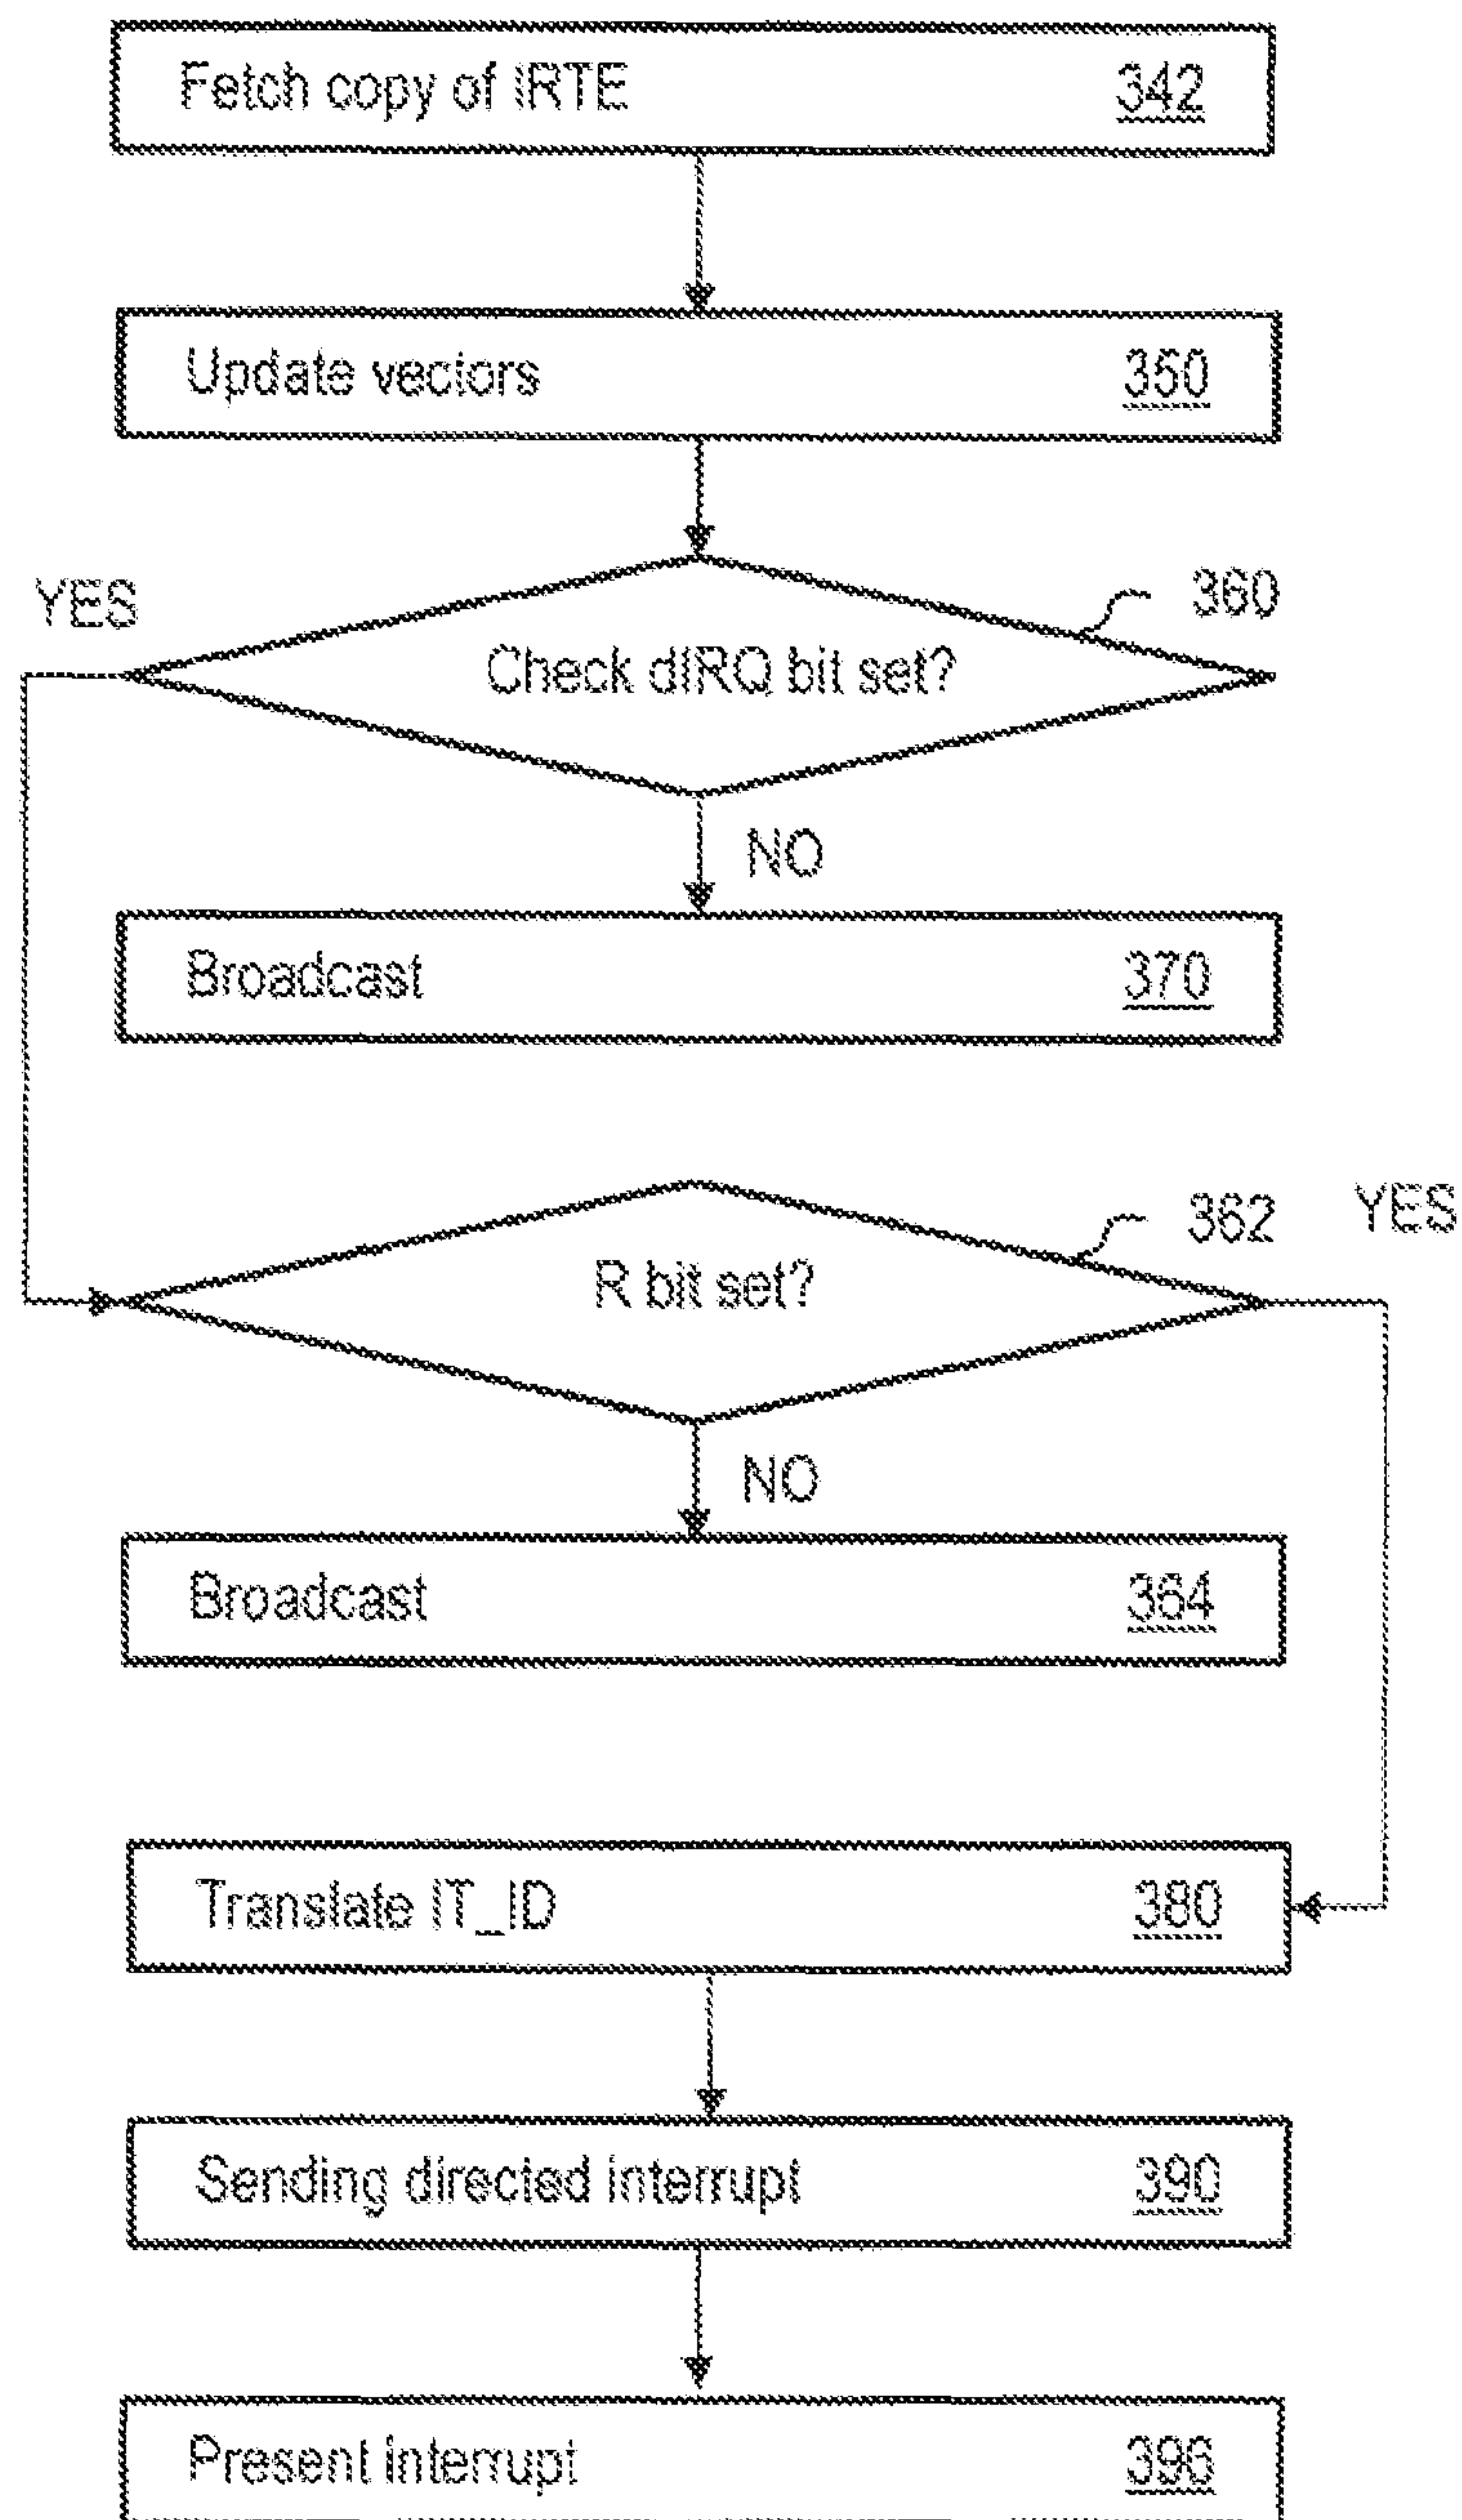 Fetch copy of IRTE 342
Update vectors 350
YES
360
Check dIRQ bit set?
NO
Broadcast 370
362
YES
R bit set?
NO
Broadcast 364
Translate IT_ID 380
Sending directed interrupt 390
Present interrupt 396